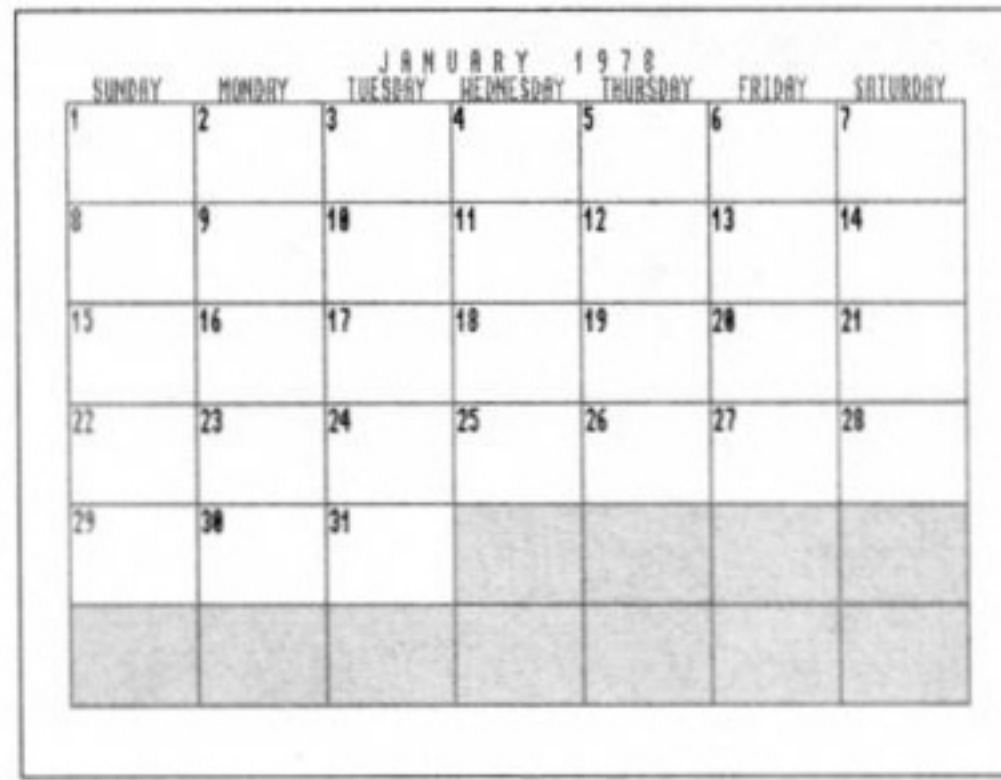 JANUARY 1978
SUNDAY MONDAY TUESDAY WEDNESDAY THURSDAY FRIDAY SATURDAY
1 2 3 4 5 6 7
8 9 10 11 12 13 14
15 16 17 18 19 20 21
22 23 24 25 26 27 28
29 30 31